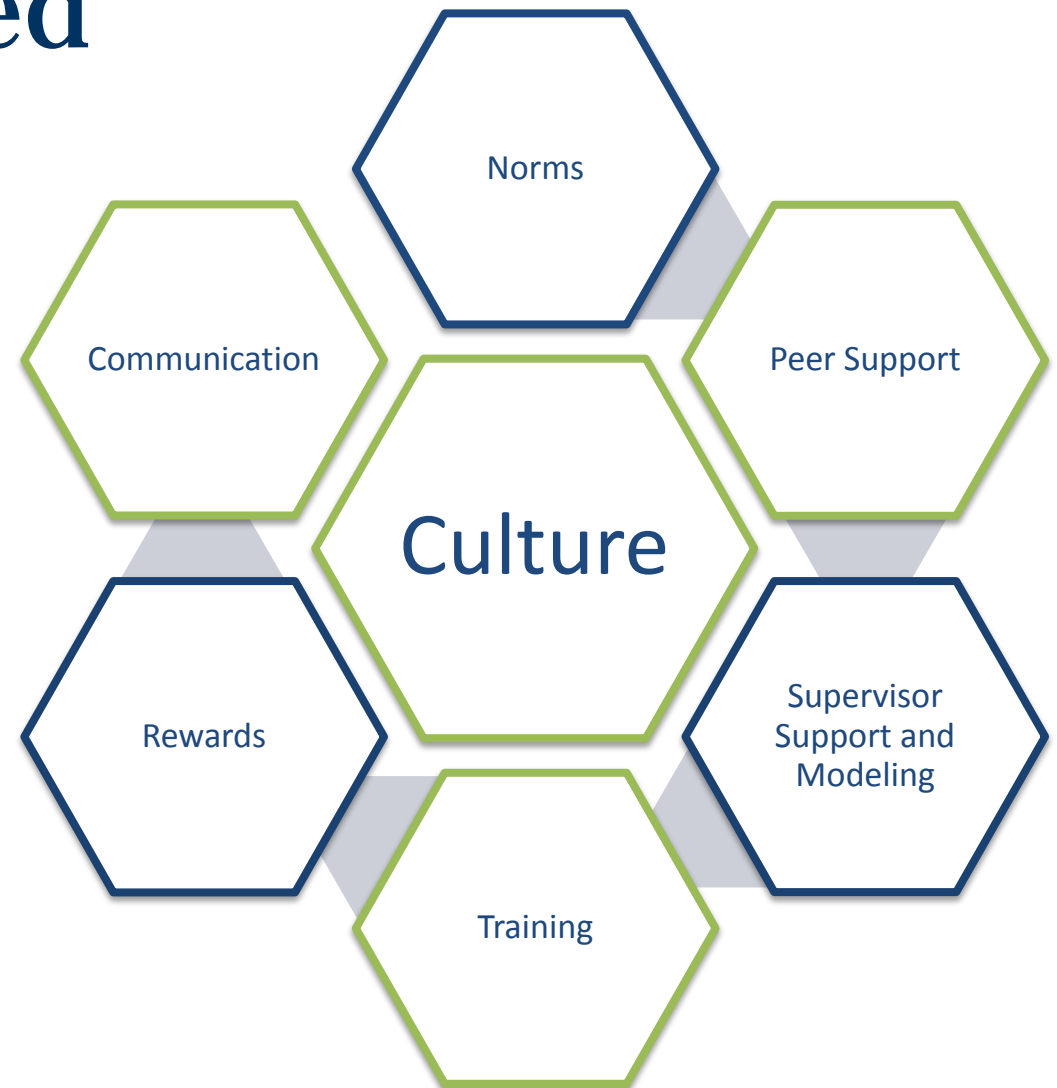 Norms
Communication
Peer Support
Culture
Rewards
Supervisor
Support and
Modeling
Training